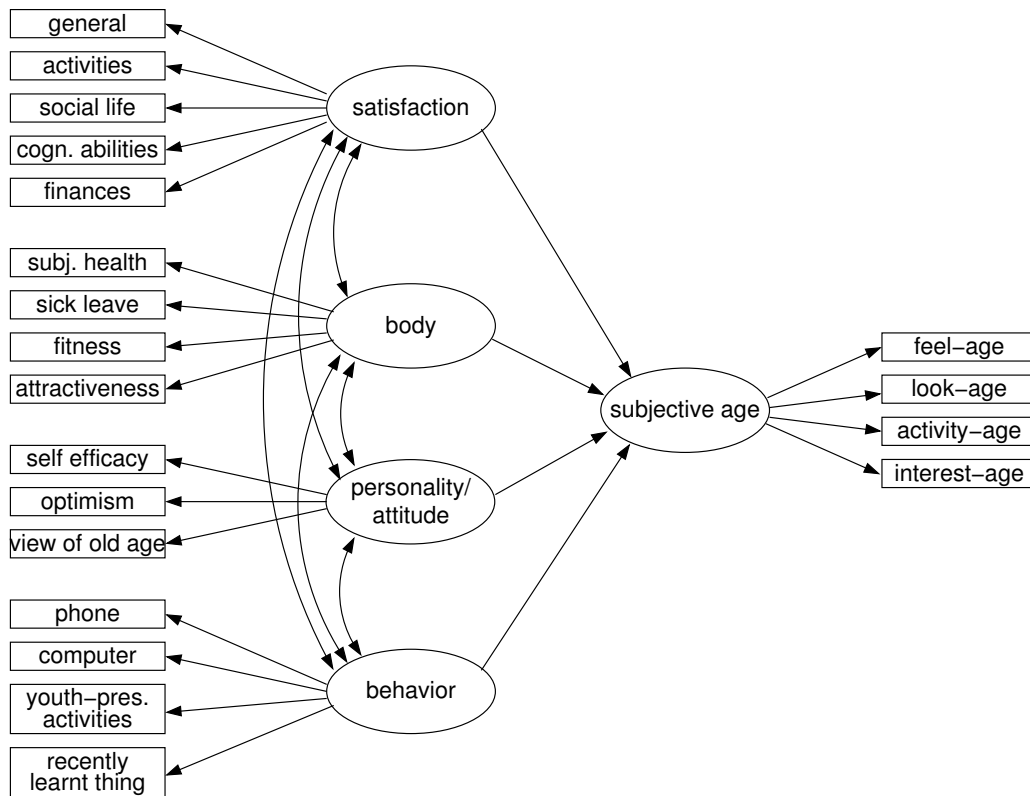 general
activities
social life
cogn. abilities
finances
satisfaction
subj. health
sick leave
fitness
attractiveness
body
self efficacy
optimism
view of old age
personality/
attitude
phone
computer
youth−pres.
activities
recently
learnt thing
behavior
subjective age
feel−age
look−age
activity−age
interest−age